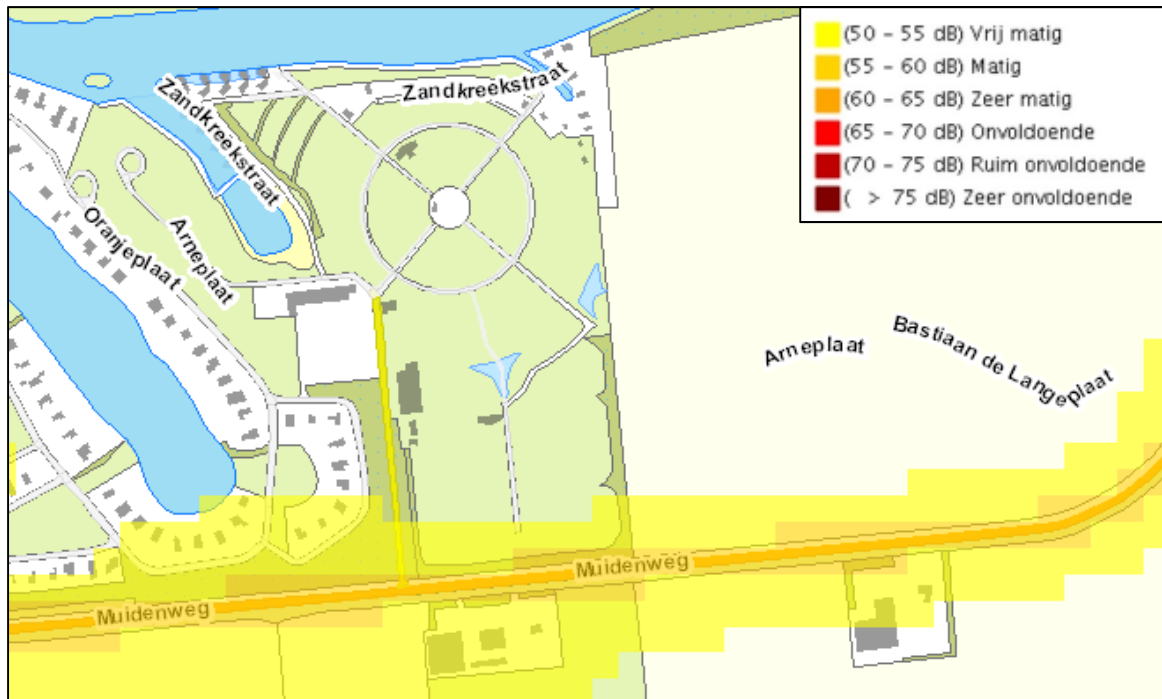 (50 - 55 dB) Vrij matig
(55 - 60 dB) Matig
(60 - 65 dB) Zeer matig
(65 - 70 dB) Onvoldoende
(70 - 75 dB) Ruim onvoldoende
( > 75 dB) Zeer onvoldoende
Zandkreekstraat
Zandkreekstraat
Oranjeplaat
Arneplaat
Arneplaat
Bastiaan de Langeplaat
Muidenweg
Muidenweg